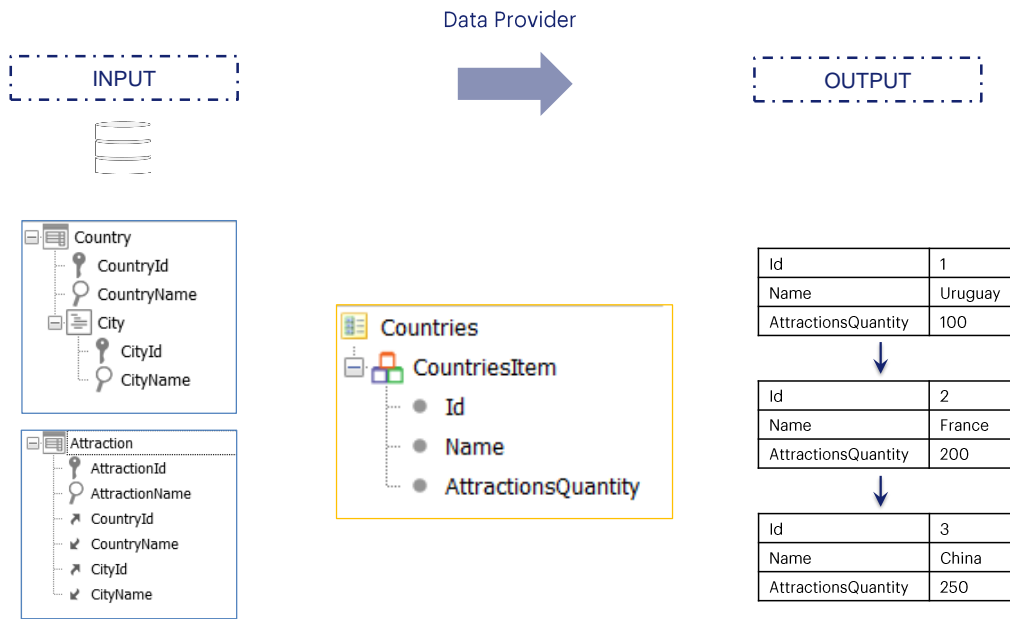 Data Provider
INPUT
OUTPUT
Country
CountryId
CountryName
City
CityId
CityName
Attraction
AttractionId
AttractionName
CountryId
CountryName
CityId
CityName
Countries
CountriesItem
Id
Name
AttractionsQuantity
Id 1
Name Uruguay
AttractionsQuantity 100
Id 2
Name France
AttractionsQuantity 200
Id 3
Name China
AttractionsQuantity 250